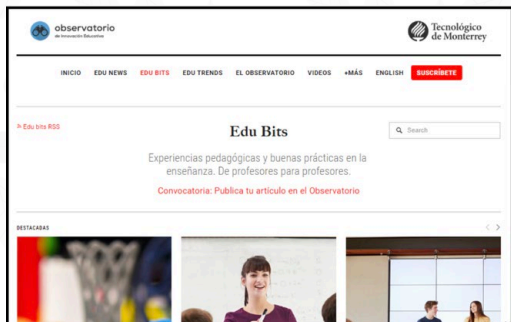 observatorio
de Innovación Educativa
Tecnológico
de Monterrey
INICIO EDU NEWS EDU BITS EDU TRENDS EL OBSERVATORIO VIDEOS +MÁS ENGLISH SUSCRÍBETE
» Edu bits RSS
Edu Bits
Search
Experiencias pedagógicas y buenas prácticas en la
enseñanza. De profesores para profesores.
Convocatoria: Publica tu artículo en el Observatorio
DESTACADAS